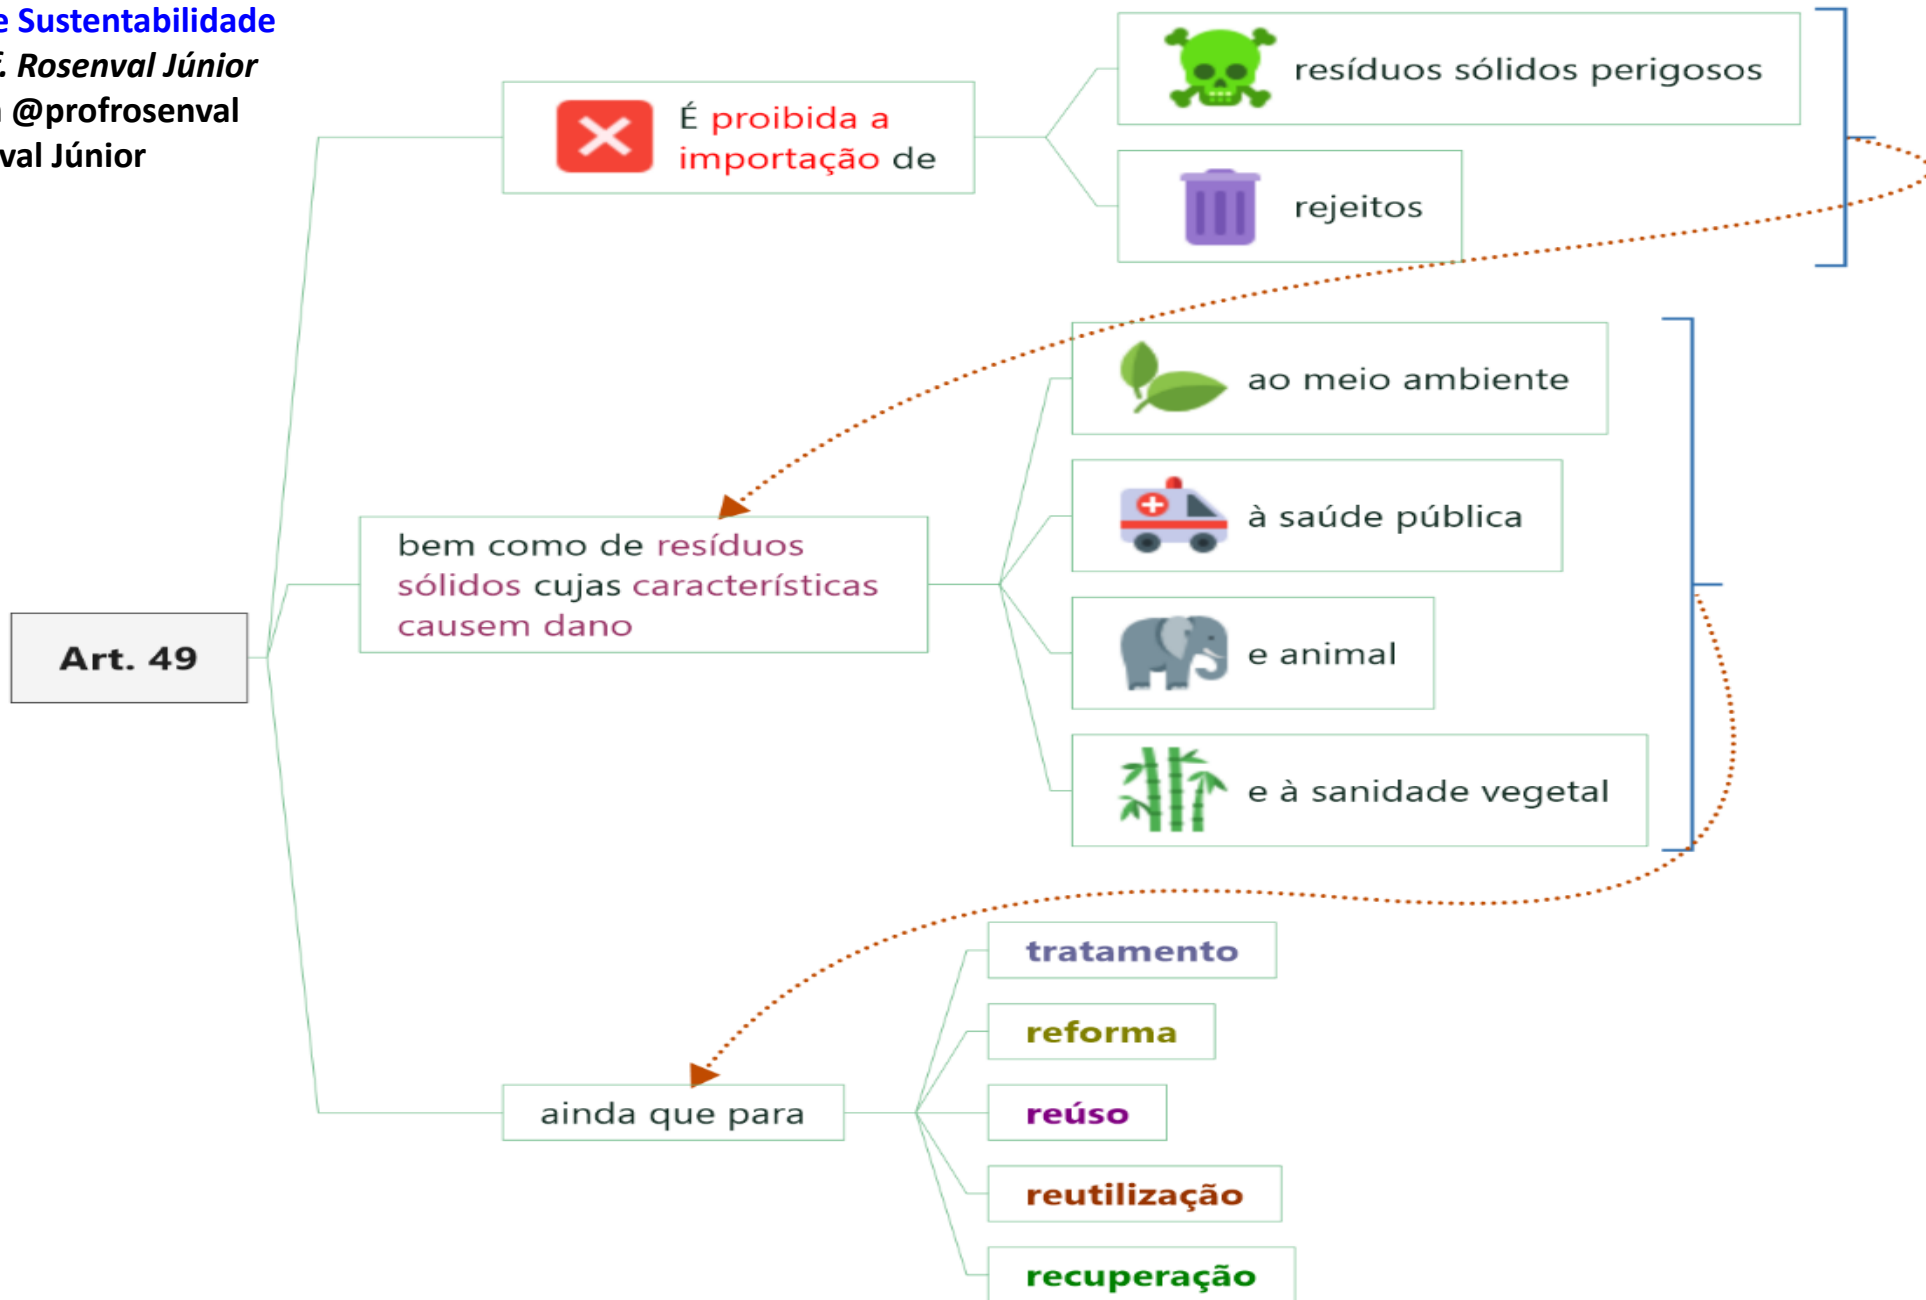 e Sustentabilidade
f. Rosenval Júnior
@profrosenval
val Júnior
É proibida a
importação de
resíduos sólidos perigosos
rejeitos
Art. 49
bem como de resíduos
sólidos cujas características
causem dano
ao meio ambiente
à saúde pública
e animal
e à sanidade vegetal
ainda que para
tratamento
reforma
reúso
reutilização
recuperação